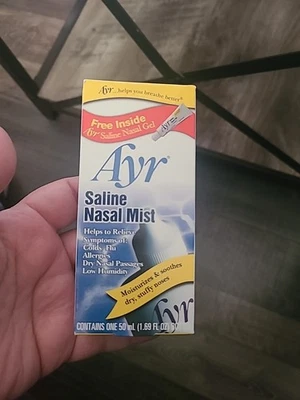 Ayr...helps you breathe better®
Free Inside
Ayr Saline Nasal Gel
Ayr®
Saline
Nasal Mist
Helps to Relieve
Symptoms of
Colds, Flu
Allergies
Dry Nasal Passages
Low Humidity
Moisturizes & soothes
dry, stuffy noses
Ayr
CONTAINS ONE 50 mL (1.69 FL OZ)